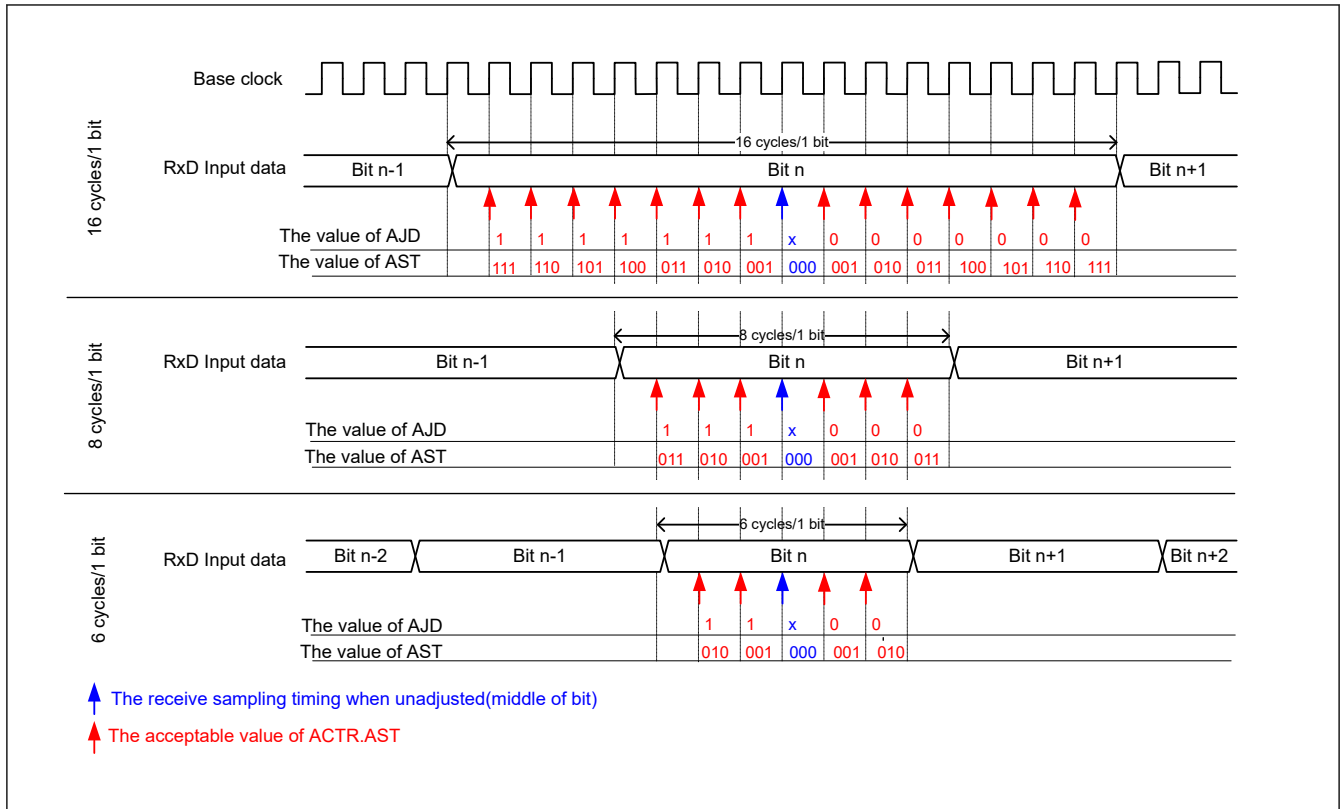 Base clock
16 cycles/1 bit
16 cycles/1 bit
RxD Input data
Bit n-1
Bit n
Bit n+1
The value of AJD
1 1 1 1 1 1 1 x 0 0 0 0 0 0 0
The value of AST
111 110 101 100 011 010 001 000 001 010 011 100 101 110 111
8 cycles/1 bit
8 cycles/1 bit
RxD Input data
Bit n-1
Bit n
Bit n+1
The value of AJD
1 1 1 x 0 0 0
The value of AST
011 010 001 000 001 010 011
6 cycles/1 bit
6 cycles/1 bit
RxD Input data
Bit n-2
Bit n-1
Bit n
Bit n+1
Bit n+2
The value of AJD
1 1 x 0 0
The value of AST
010 001 000 001 010
The receive sampling timing when unadjusted(middle of bit)
The acceptable value of ACTR.AST